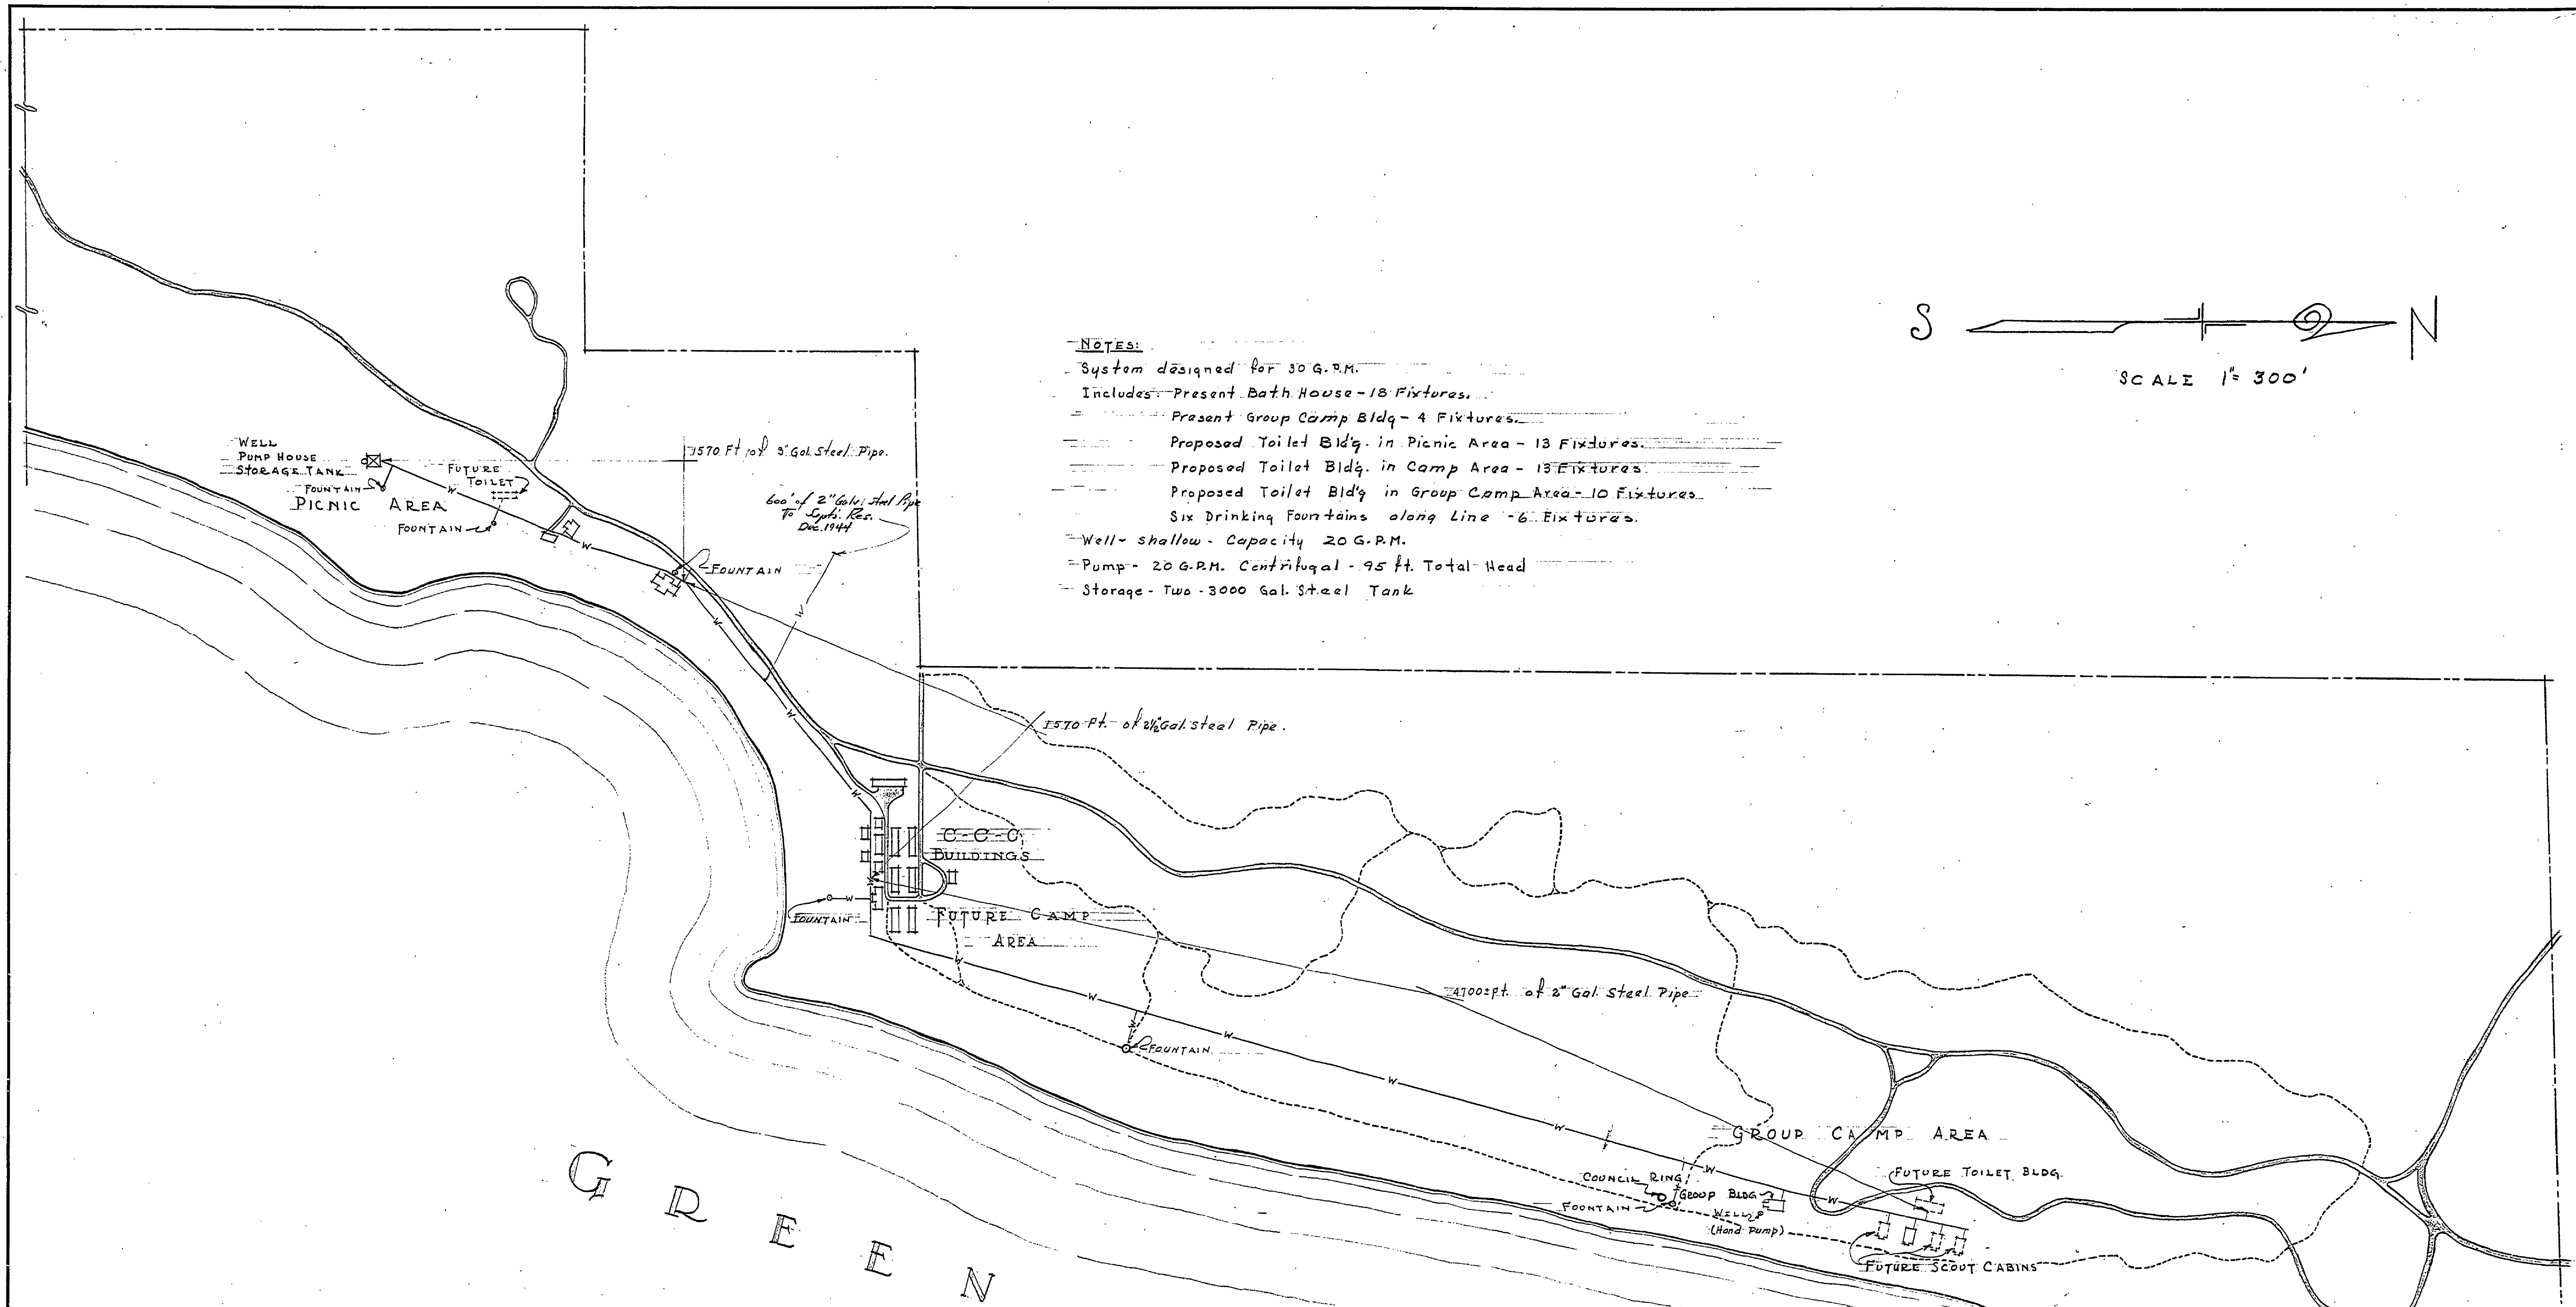 NOTES:
System designed for 30 G.P.M.
Includes: Present Bath House - 18 Fixtures.
Present Group Camp Bldg - 4 Fixtures.
Proposed Toilet Bld'g. in Picnic Area - 13 Fixtures.
Proposed Toilet Bldg. in Camp Area - 13 Fixtures
Proposed Toilet Bld'g in Group Camp Area - 10 Fixtures
Six Drinking Fountains along Line - 6 Fixtures.
Well - shallow - Capacity 20 G.P.M.
Pump - 20 G.P.M. Centrifugal - 95 ft. Total Head
Storage - Two - 3000 Gal. Steel Tank
S N
SCALE 1"= 300'
WELL
PUMP HOUSE
STORAGE TANK
FOUNTAIN
PICNIC AREA
FUTURE
TOILET
FOUNTAIN
1570 Ft of 3" Gal. Steel Pipe.
600' of 2" Galv. Steel Pipe
To Supt's. Res.
Dec. 1944
FOUNTAIN
W
W
W
W
W
W
1570 Ft. of 2½" Gal. Steel Pipe.
C-C-C
BUILDINGS
W
FOUNTAIN
FUTURE CAMP
AREA
W
W
W
W
FOUNTAIN
4700± Ft. of 2" Gal. Steel Pipe
W
W
W
W
GROUP CAMP AREA
COUNCIL RING
GROUP BLDG
FOUNTAIN
WELL
(Hand Pump)
FUTURE TOILET BLDG.
FUTURE SCOUT CABINS
GREEN